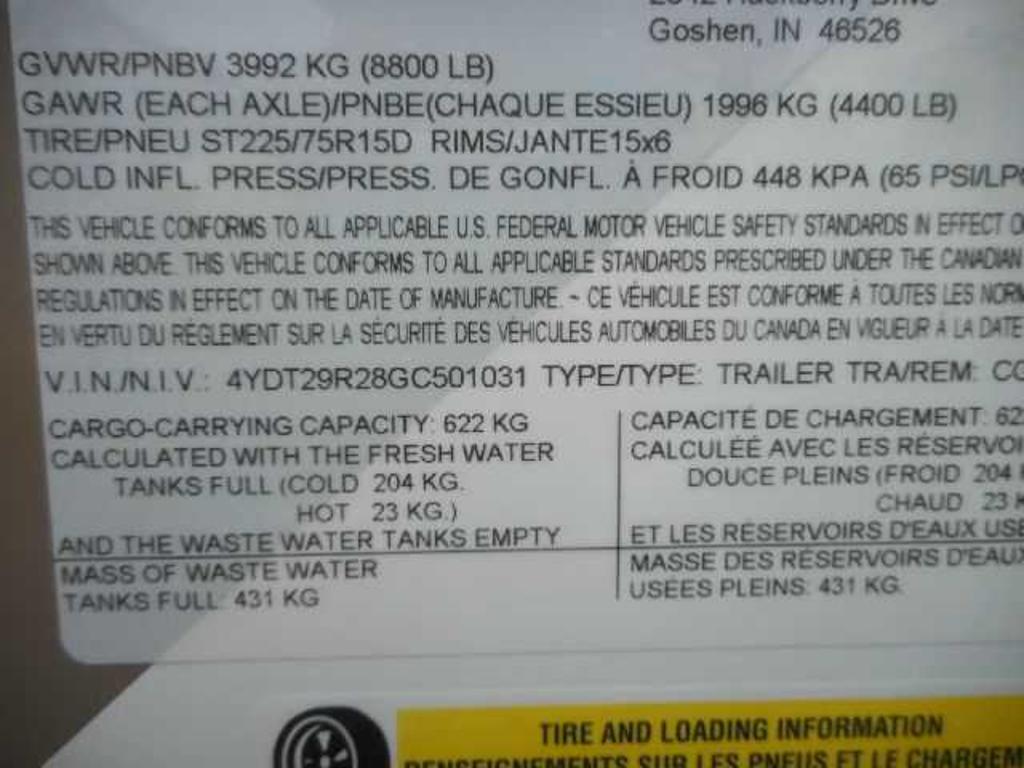 Goshen, IN 46526
GVWR/PNBV 3992 KG (8800 LB)
GAWR (EACH AXLE)/PNBE(CHAQUE ESSIEU) 1996 KG (4400 LB)
TIRE/PNEU ST225/75R15D RIMS/JANTE15x6
COLD INFL. PRESS/PRESS. DE GONFL. À FROID 448 KPA (65 PSI/LP
THIS VEHICLE CONFORMS TO ALL APPLICABLE U.S. FEDERAL MOTOR VEHICLE SAFETY STANDARDS IN EFFECT O
SHOWN ABOVE. THIS VEHICLE CONFORMS TO ALL APPLICABLE STANDARDS PRESCRIBED UNDER THE CANADIAN
REGULATIONS IN EFFECT ON THE DATE OF MANUFACTURE. ~ CE VÉHICULE EST CONFORME À TOUTES LES NORM
EN VERTU DU RÈGLEMENT SUR LA SÉCURITÉ DES VÉHICULES AUTOMOBILES DU CANADA EN VIGUEUR À LA DATE
V.I.N./N.I.V.: 4YDT29R28GC501031 TYPE/TYPE: TRAILER TRA/REM: CO
CARGO-CARRYING CAPACITY: 622 KG
CALCULATED WITH THE FRESH WATER
TANKS FULL (COLD 204 KG.
HOT 23 KG.)
AND THE WASTE WATER TANKS EMPTY
MASS OF WASTE WATER
TANKS FULL: 431 KG
CAPACITÉ DE CHARGEMENT: 62
CALCULÉE AVEC LES RÉSERVOI
DOUCE PLEINS (FROID 204
CHAUD 23 K
ET LES RÉSERVOIRS D'EAUX USÉ
MASSE DES RÉSERVOIRS D'EAUX
USÉES PLEINS: 431 KG.
TIRE AND LOADING INFORMATION
RENSEIGNEMENTS SUR LES PNEUS ET LE CHARGEM